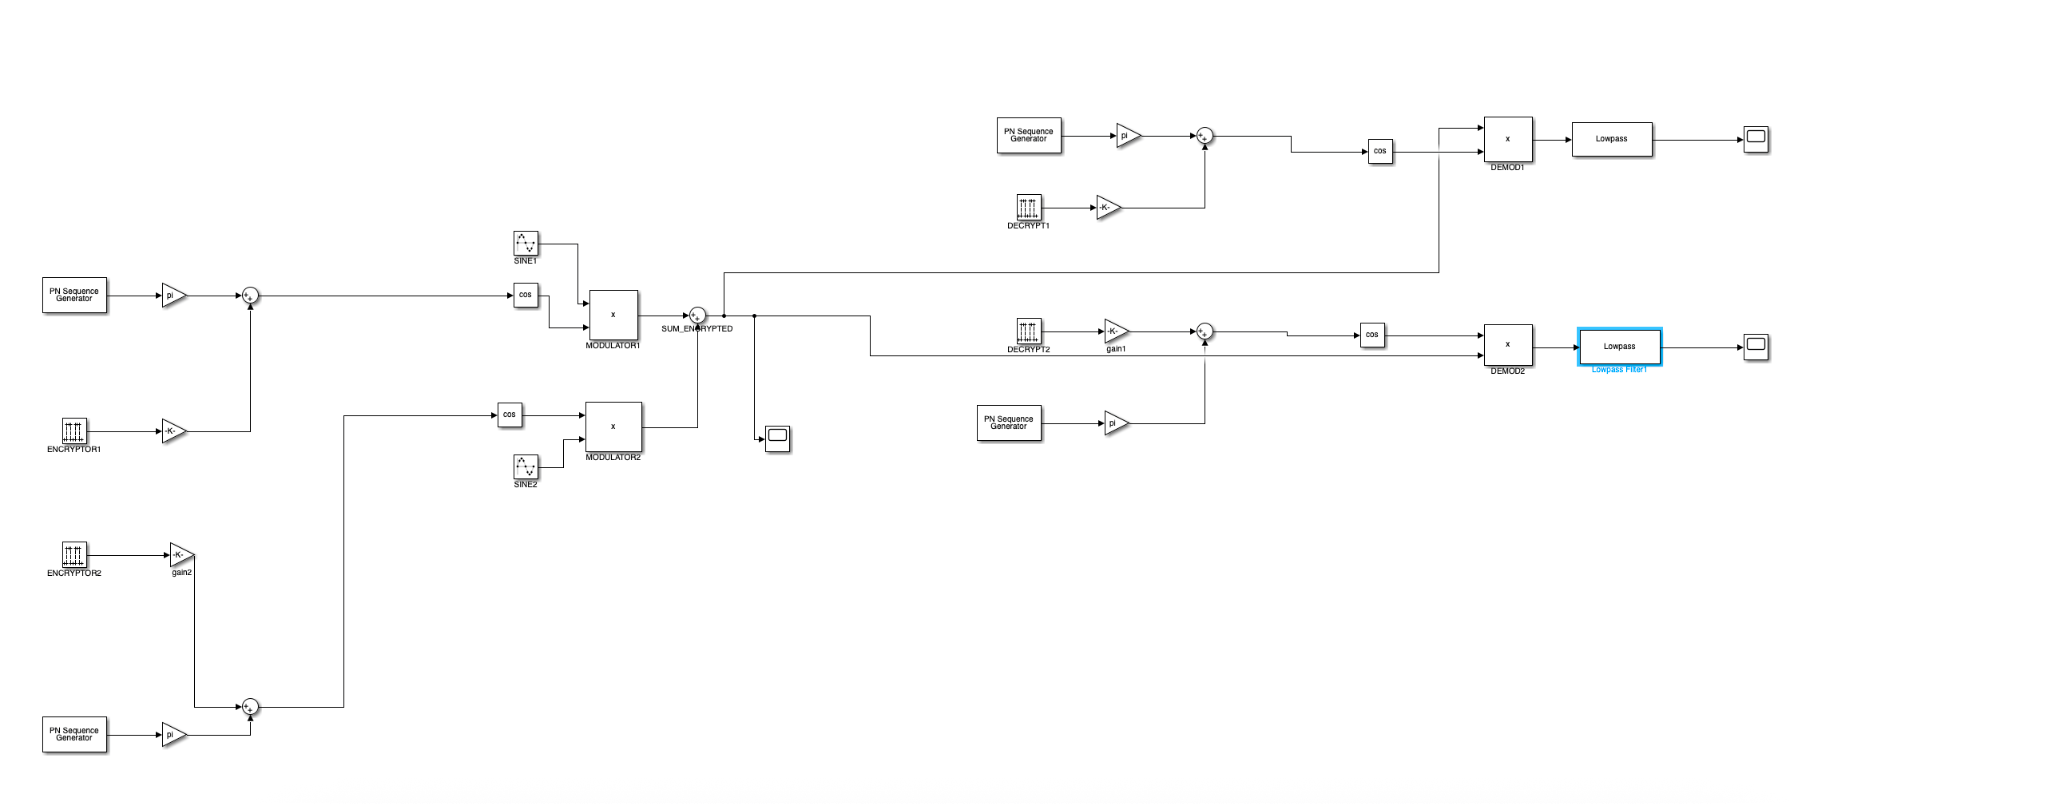 PN Sequence
Generator
pi
cos
x
DEMOD1
Lowpass
DECRYPT1
-K-
SINE1
PN Sequence
Generator
pi
cos
x
MODULATOR1
SUM_ENCRYPTED
DECRYPT2
-K-
gain1
cos
x
DEMOD2
Lowpass
Lowpass Filter1
ENCRYPTOR1
-K-
cos
x
MODULATOR2
SINE2
PN Sequence
Generator
pi
ENCRYPTOR2
-K-
gain2
PN Sequence
Generator
pi